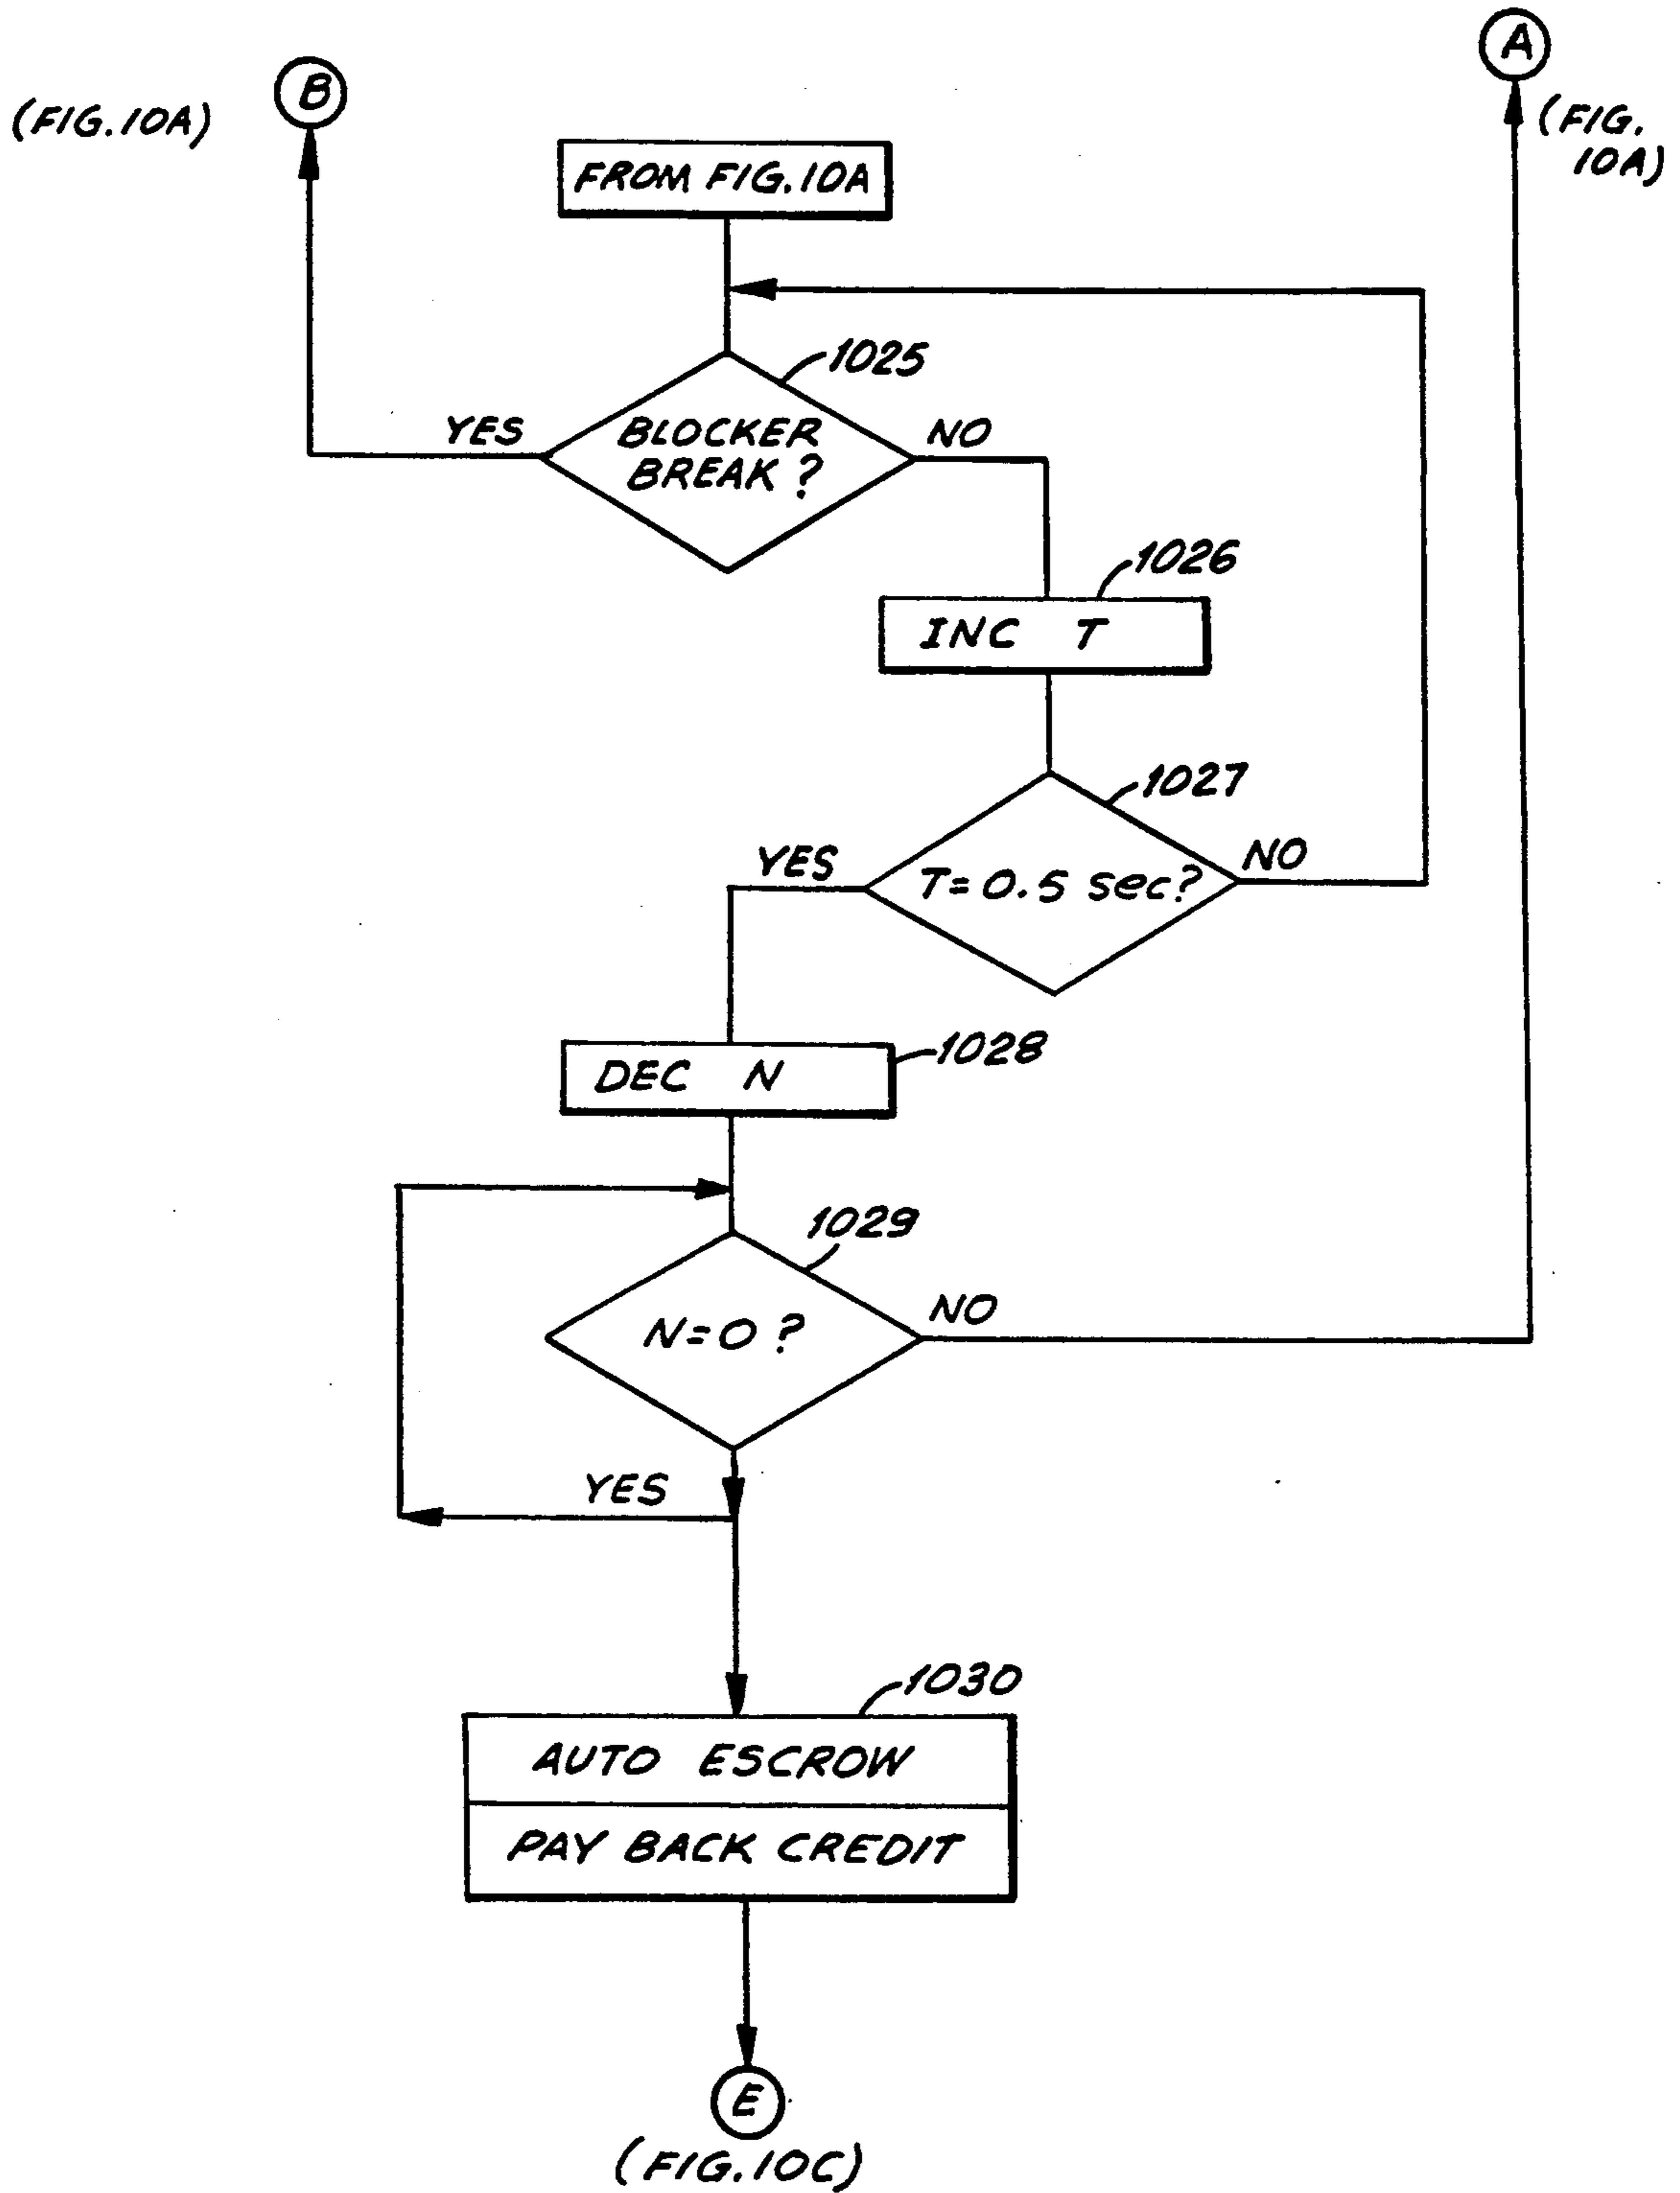 A
B
(FIG. 10A)
(FIG.
10A)
FROM FIG. 10A
1025
YES
BLOCKER
BREAK ?
NO
1026
INC T
1027
YES
T = 0.5 sec?
NO
DEC N
1028
1029
N = 0 ?
NO
YES
1030
AUTO ESCROW
PAY BACK CREDIT
E
(FIG. 10C)